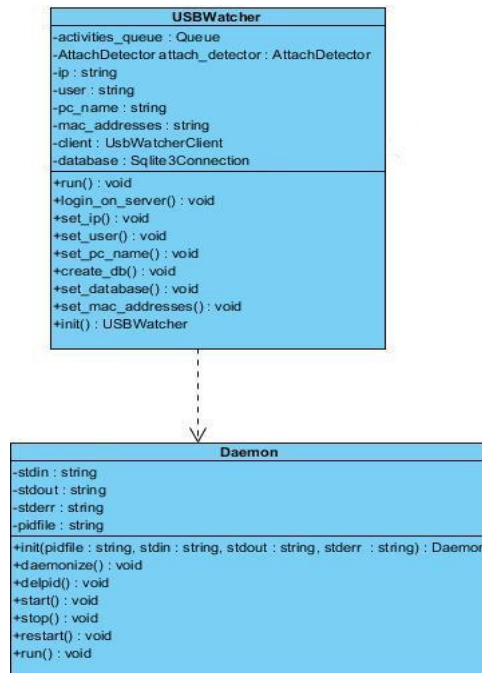 USBWatcher
-activities_queue : Queue
-AttachDetector attach_detector : AttachDetector
-ip : string
-user : string
-pc_name : string
-mac_addresses : string
-client : UsbWatcherClient
-database : Sqlite3Connection
+run() : void
+login_on_server() : void
+set_ip() : void
+set_user() : void
+set_pc_name() : void
+create_db() : void
+set_database() : void
+set_mac_addresses() : void
+init() : USBWatcher
Daemon
-stdin : string
-stdout : string
-stderr : string
-pidfile : string
+init(pidfile : string, stdin : string, stdout : string, stderr : string) : Daemon
+daemonize() : void
+delpid() : void
+start() : void
+stop() : void
+restart() : void
+run() : void